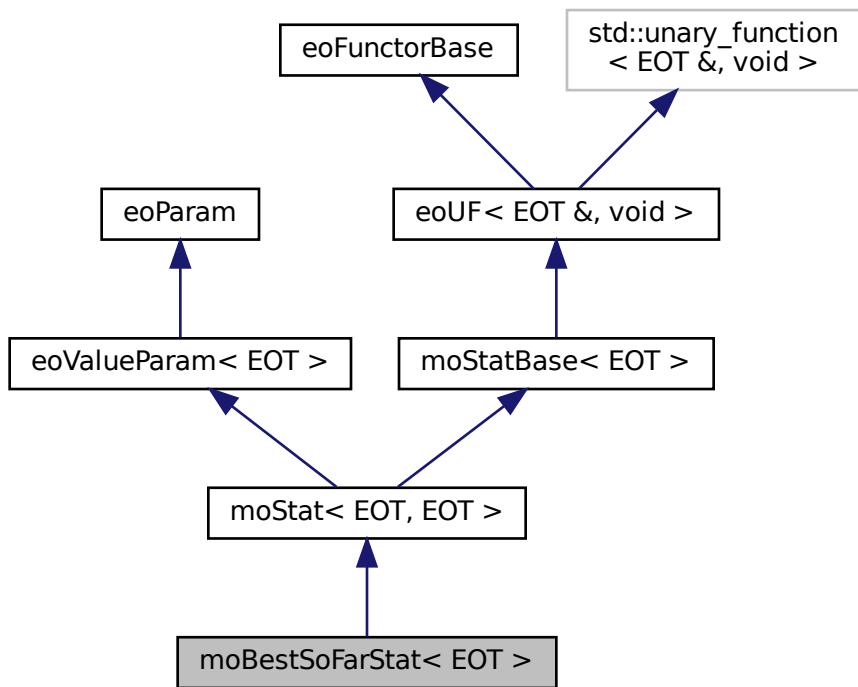 std::unary_function
< EOT &, void >
eoFunctorBase
eoParam
eoUF< EOT &, void >
eoValueParam< EOT >
moStatBase< EOT >
moStat< EOT, EOT >
moBestSoFarStat< EOT >